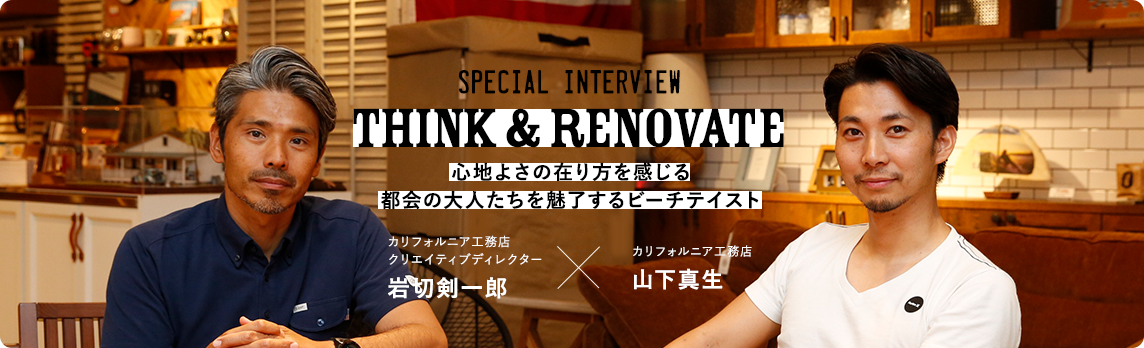 SPECIAL INTERVIEW
THINK & RENOVATE
心地よさの在り方を感じる
都会の大人たちを魅了するビーチテイスト
カリフォルニア工務店
クリエイティブディレクター
岩切剣一郎
カリフォルニア工務店
山下真生